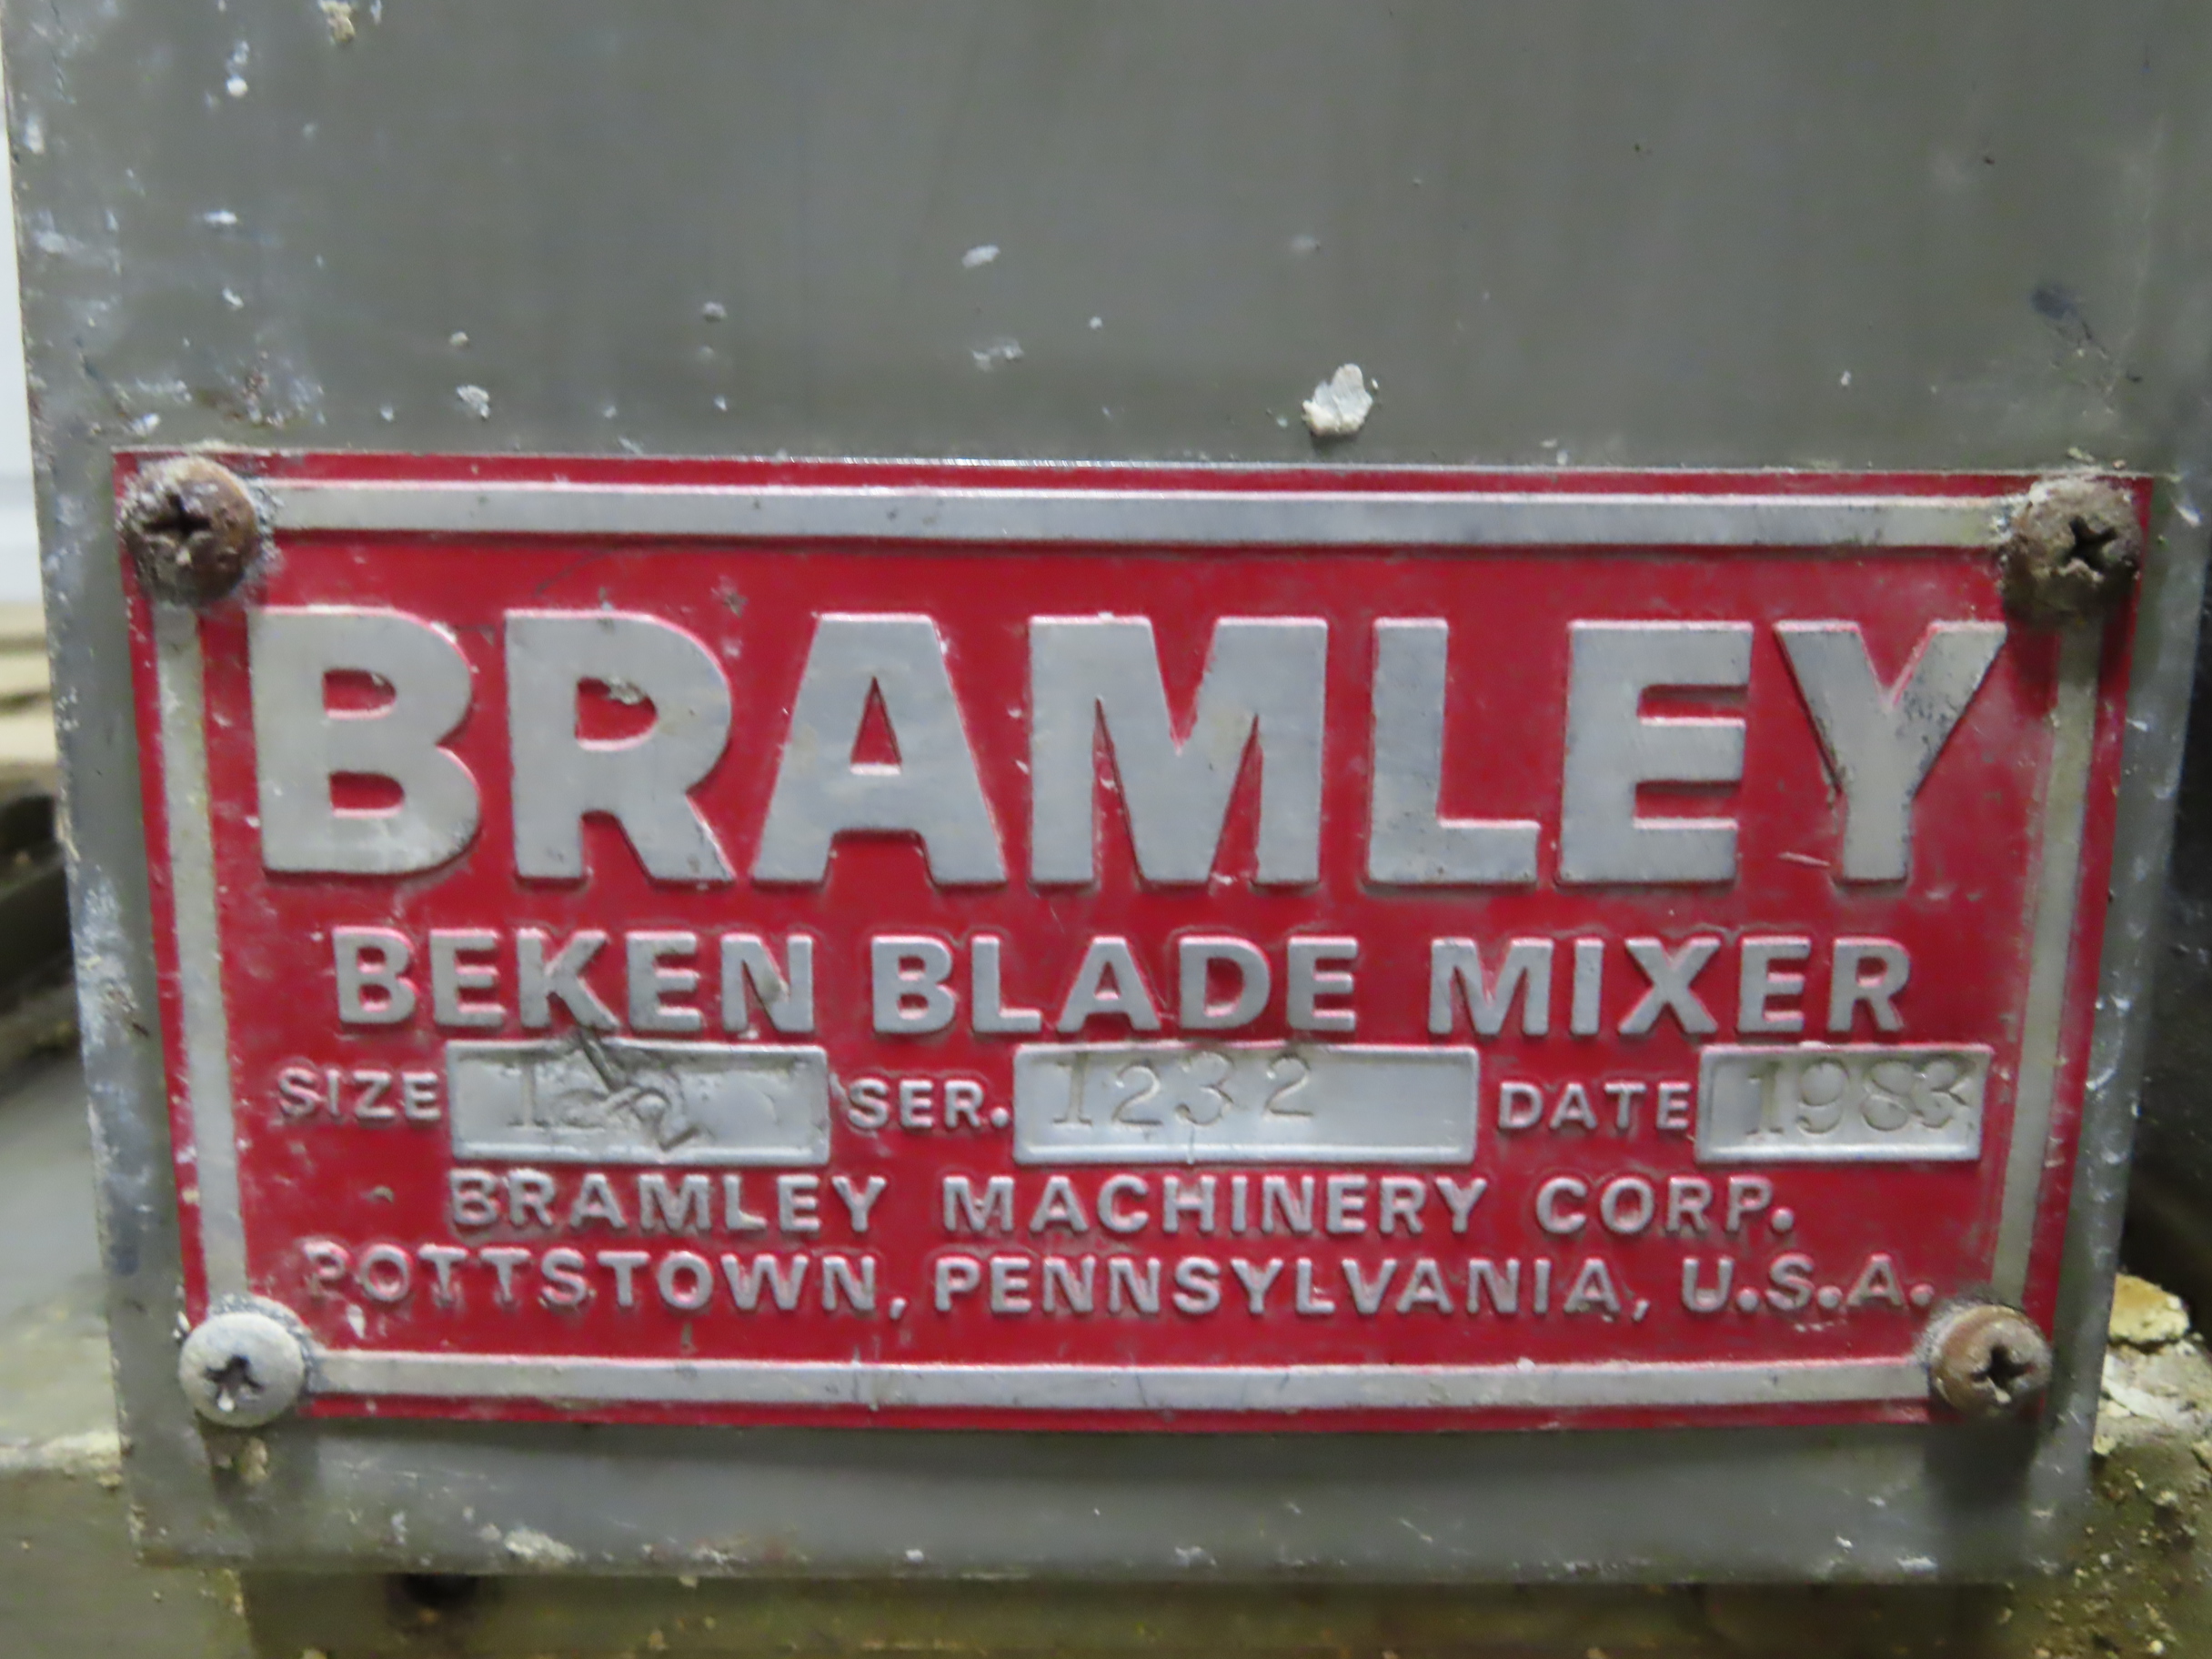 BRAMLEY
BEKEN BLADE MIXER
SIZE SER. 1232 DATE 1983
BRAMLEY MACHINERY CORP.
POTTSTOWN, PENNSYLVANIA, U.S.A.